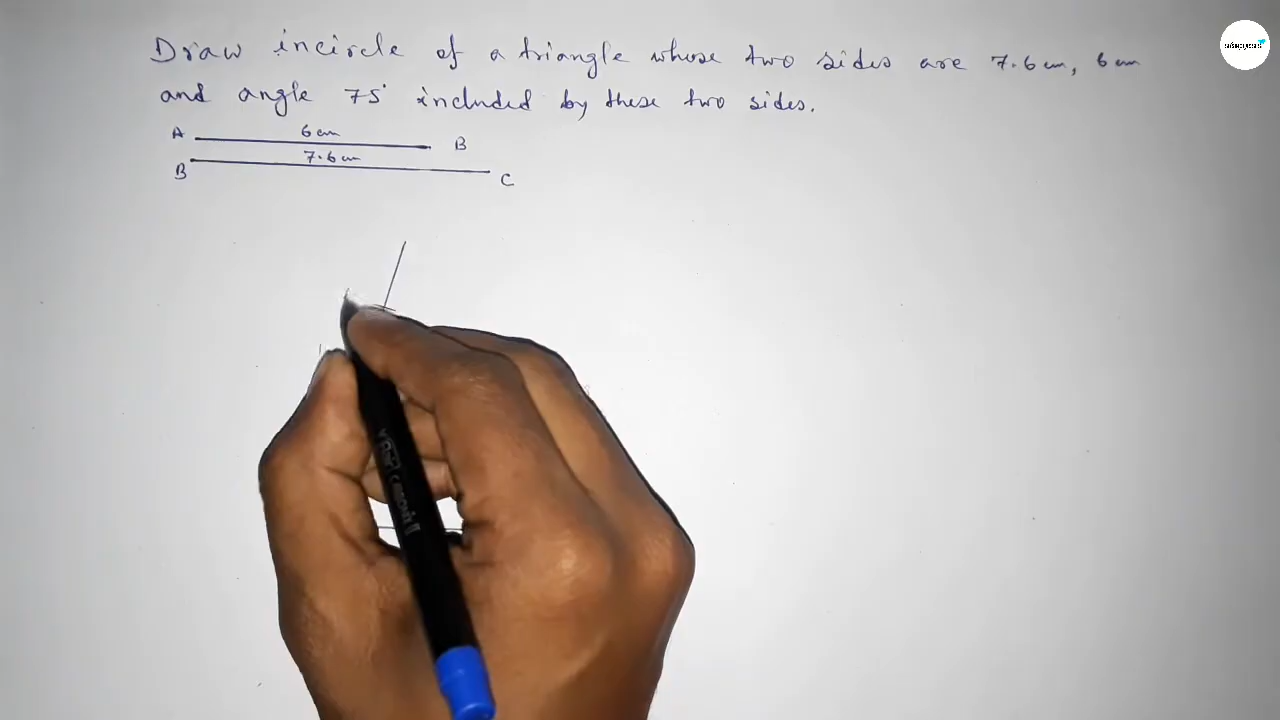 Draw incircle of a triangle whose two sides are 7.6 cm, 6 cm
and angle 75° included by these two sides.
A 6 cm B
B 7.6 cm C